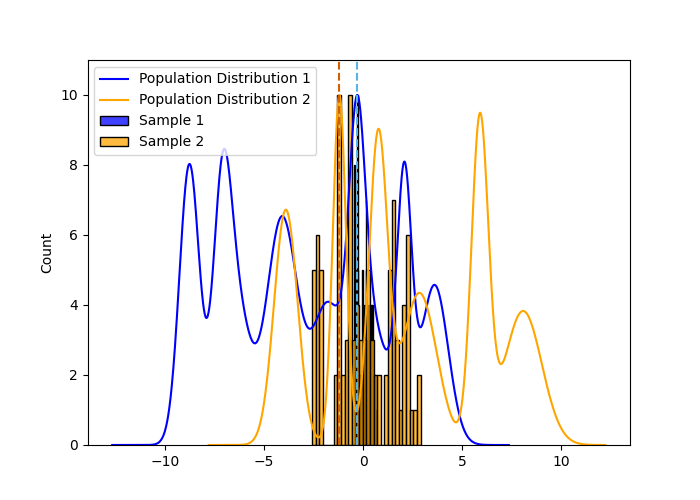 Population Distribution 1
Population Distribution 2
Sample 1
Sample 2
Count
10
8
6
4
2
0
−10 −5 0 5 10